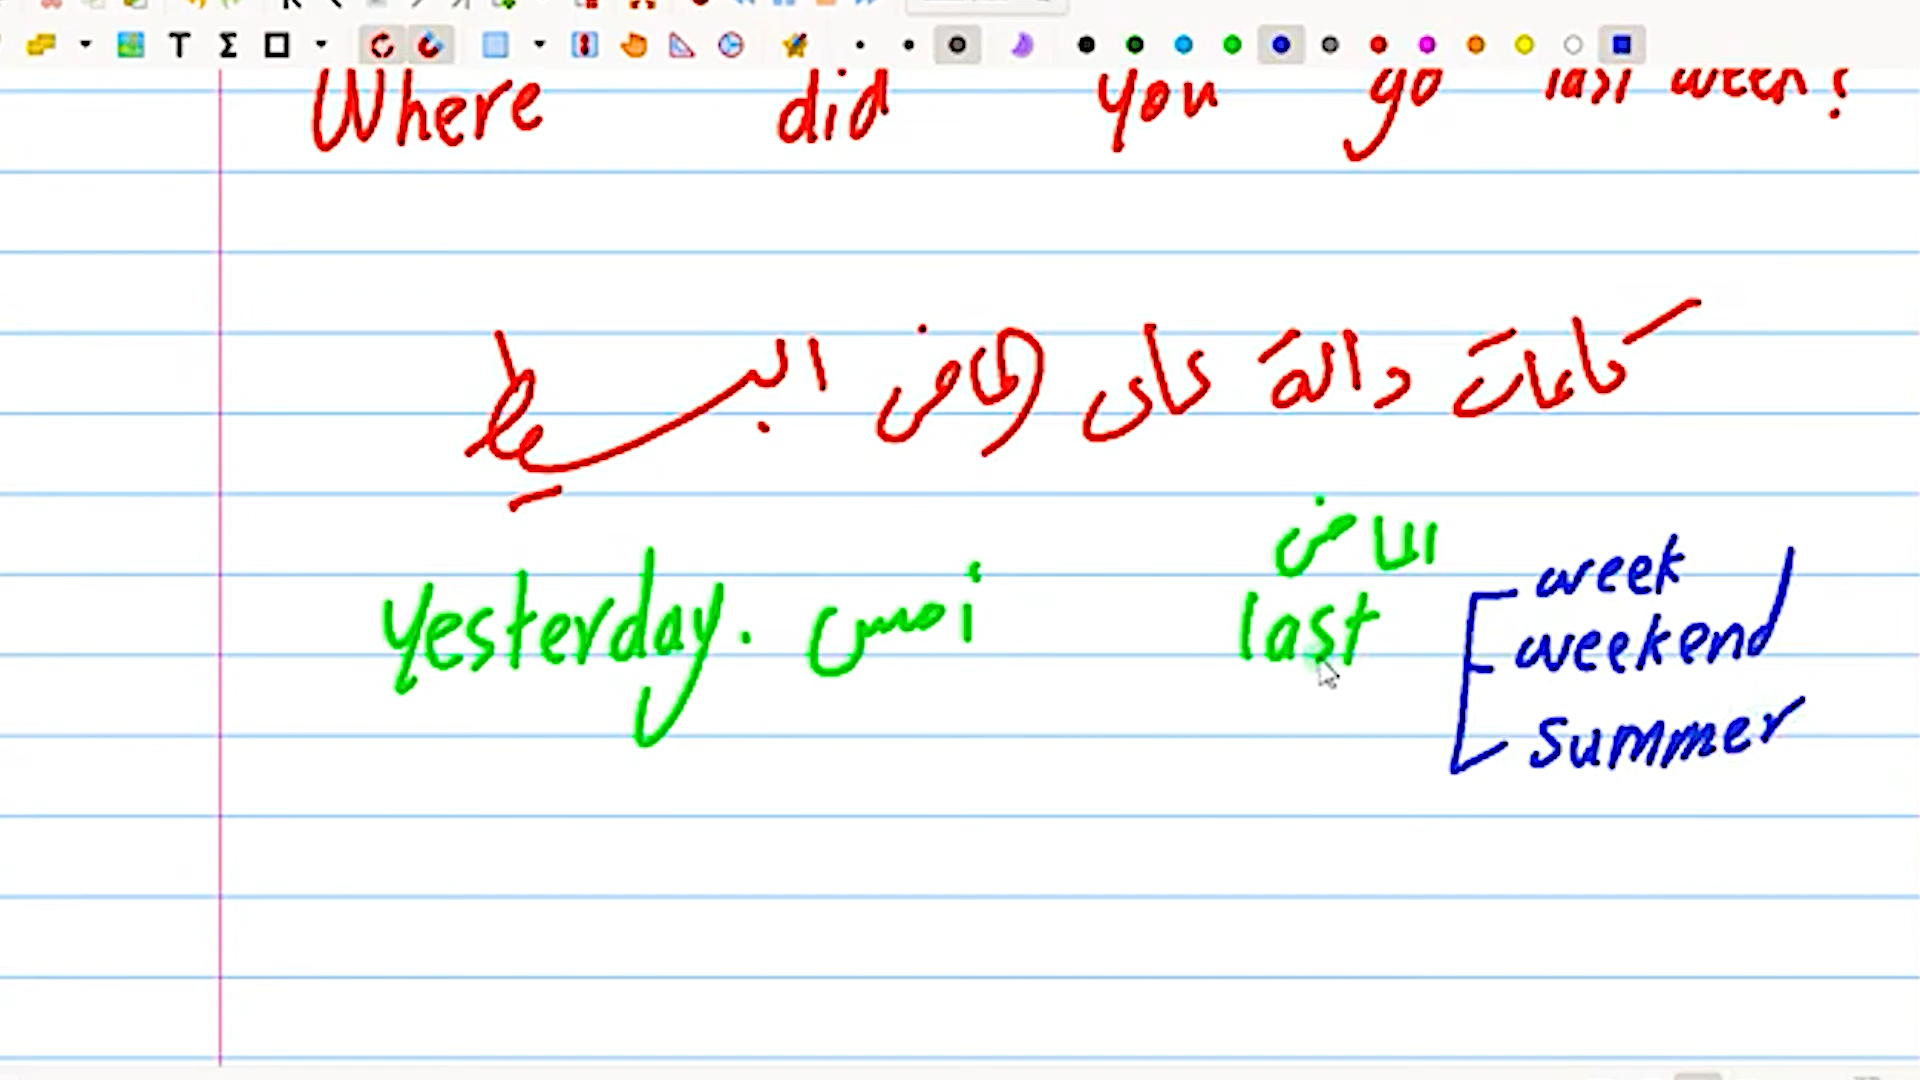 Where did you go last week?
كلمات دالة على الماضي البسيط
الماضي
yesterday. أمس last week
weekend
summer